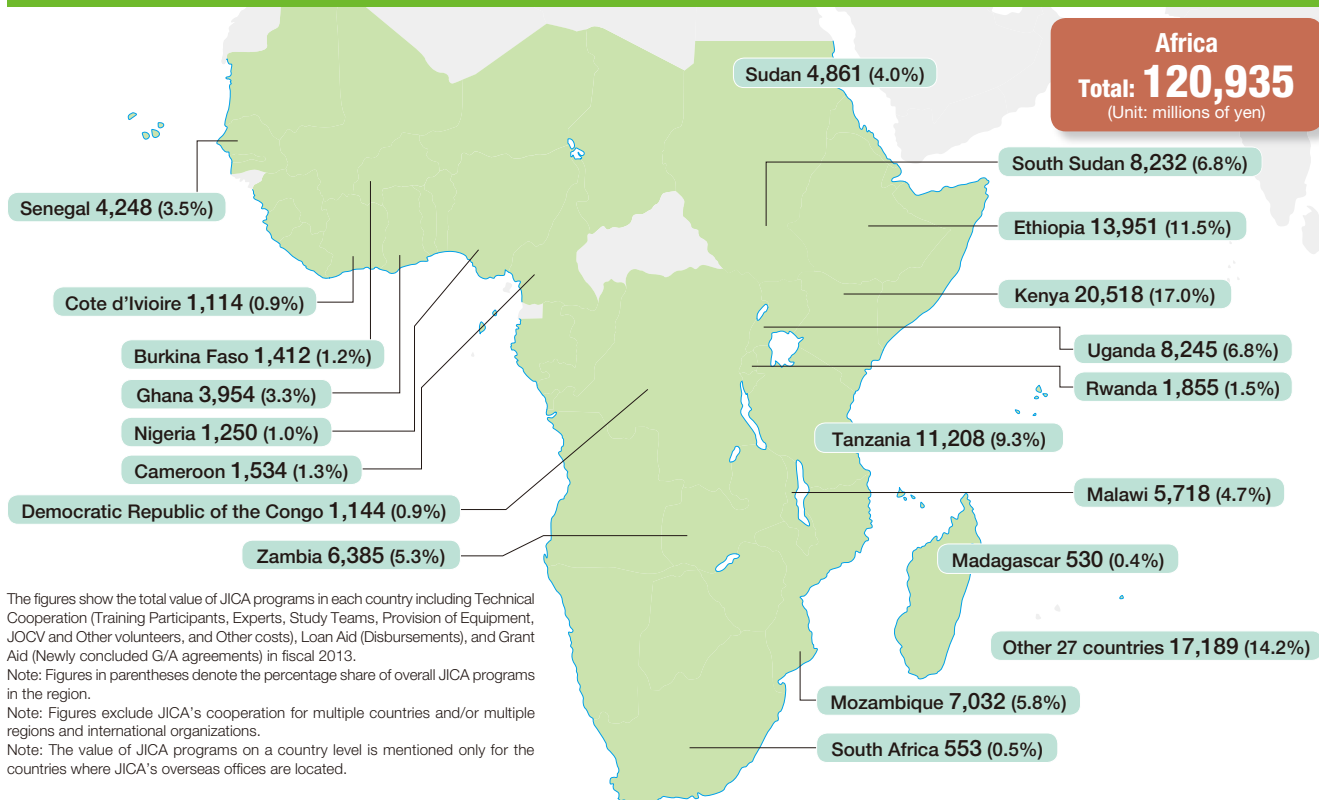 Africa
Total: 120,935
(Unit: millions of yen)
Sudan 4,861 (4.0%)
South Sudan 8,232 (6.8%)
Senegal 4,248 (3.5%)
Ethiopia 13,951 (11.5%)
Kenya 20,518 (17.0%)
Cote d'Ivioire 1,114 (0.9%)
Uganda 8,245 (6.8%)
Burkina Faso 1,412 (1.2%)
Rwanda 1,855 (1.5%)
Ghana 3,954 (3.3%)
Nigeria 1,250 (1.0%)
Tanzania 11,208 (9.3%)
Cameroon 1,534 (1.3%)
Malawi 5,718 (4.7%)
Democratic Republic of the Congo 1,144 (0.9%)
Zambia 6,385 (5.3%)
Madagascar 530 (0.4%)
Other 27 countries 17,189 (14.2%)
Mozambique 7,032 (5.8%)
South Africa 553 (0.5%)
The figures show the total value of JICA programs in each country including Technical
Cooperation (Training Participants, Experts, Study Teams, Provision of Equipment,
JOCV and Other volunteers, and Other costs), Loan Aid (Disbursements), and Grant
Aid (Newly concluded G/A agreements) in fiscal 2013.
Note: Figures in parentheses denote the percentage share of overall JICA programs
in the region.
Note: Figures exclude JICA's cooperation for multiple countries and/or multiple
regions and international organizations.
Note: The value of JICA programs on a country level is mentioned only for the
countries where JICA's overseas offices are located.